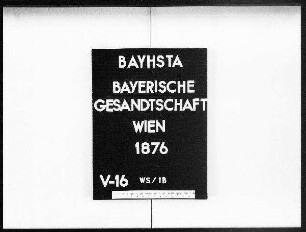 BAYHSTA
BAYERISCHE
GESANDTSCHAFT
WIEN
1876
V-16 WS/1B